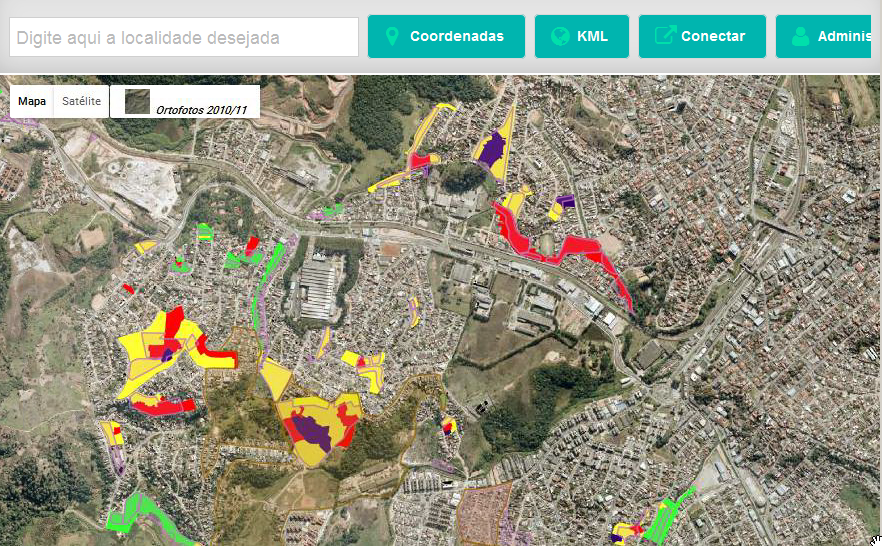 Digite aqui a localidade desejada
Coordenadas
KML
Conectar
Adminis
Mapa
Satélite
Ortofotos 2010/11